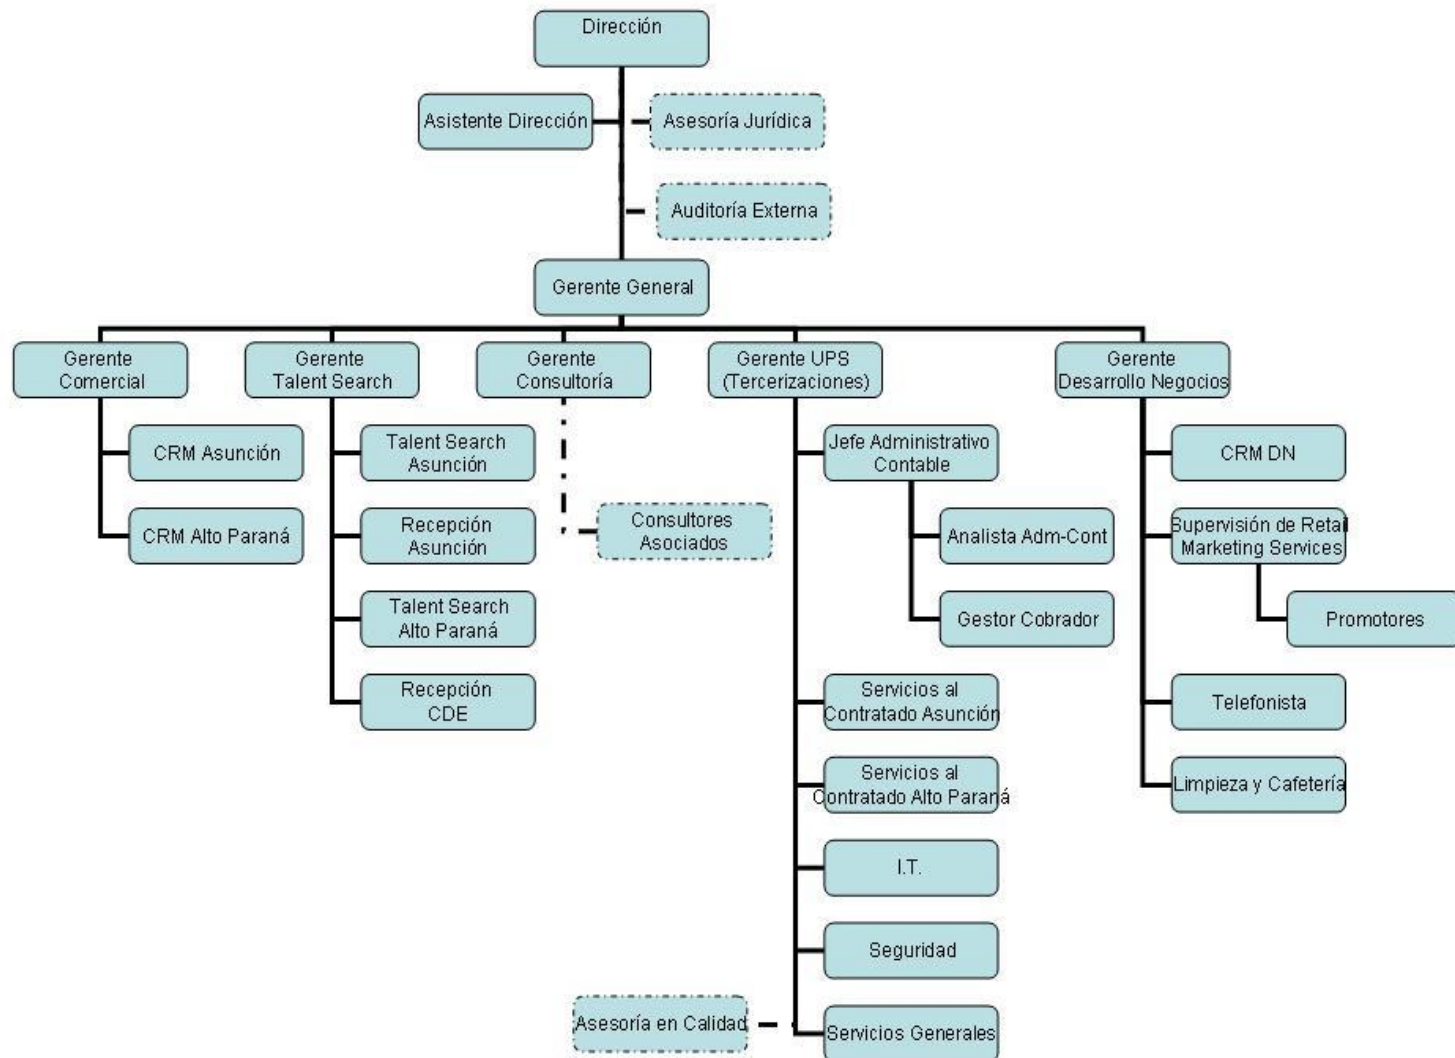 Dirección
Asistente Dirección
Asesoría Jurídica
Auditoría Externa
Gerente General
Gerente
Comercial
Gerente
Talent Search
Gerente
Consultoría
Gerente UPS
(Tercerizaciones)
Gerente
Desarrollo Negocios
CRM Asunción
CRM Alto Paraná
Talent Search
Asunción
Recepción
Asunción
Talent Search
Alto Paraná
Recepción
CDE
Consultores
Asociados
Jefe Administrativo
Contable
Analista Adm-Cont
Gestor Cobrador
Servicios al
Contratado Asunción
Servicios al
Contratado Alto Paraná
I.T.
Seguridad
Servicios Generales
Asesoría en Calidad
CRM DN
Supervisión de Retail
Marketing Services
Promotores
Telefonista
Limpieza y Cafetería